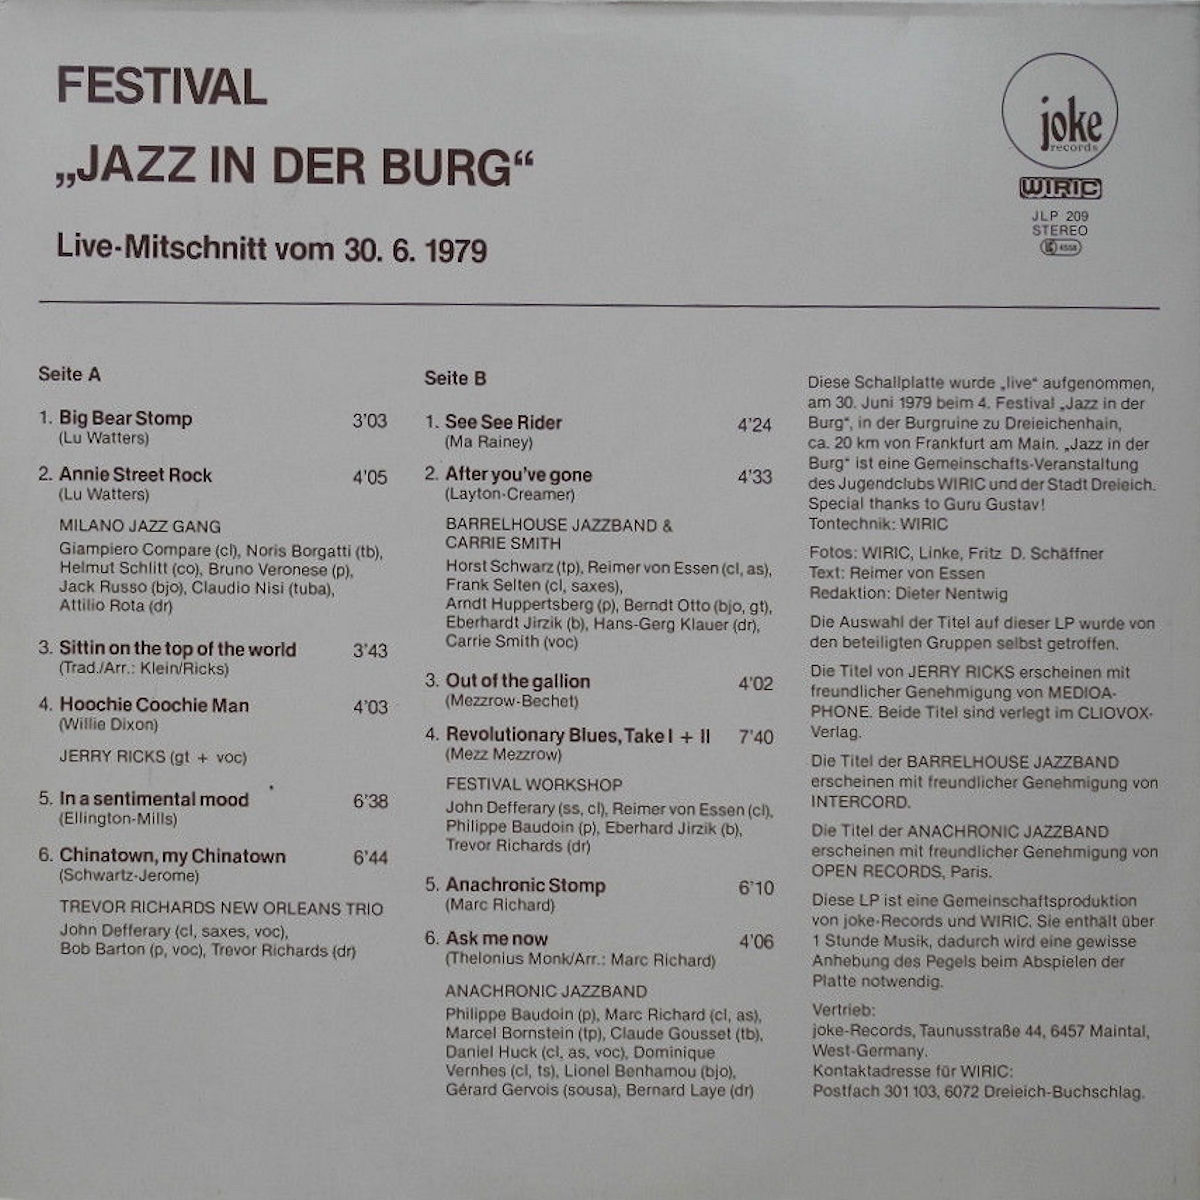 FESTIVAL
„JAZZ IN DER BURG“
Live-Mitschnitt vom 30. 6. 1979
joke
records
WIRIC
JLP 209
STEREO
LC 4558
Seite A
1. Big Bear Stomp 3'03
(Lu Watters)
2. Annie Street Rock 4'05
(Lu Watters)
MILANO JAZZ GANG
Giampiero Compare (cl), Noris Borgatti (tb),
Helmut Schlitt (co), Bruno Veronese (p),
Jack Russo (bjo), Claudio Nisi (tuba),
Attilio Rota (dr)
3. Sittin on the top of the world 3'43
(Trad./Arr.: Klein/Ricks)
4. Hoochie Coochie Man 4'03
(Willie Dixon)
JERRY RICKS (gt + voc)
5. In a sentimental mood 6'38
(Ellington-Mills)
6. Chinatown, my Chinatown 6'44
(Schwartz-Jerome)
TREVOR RICHARDS NEW ORLEANS TRIO
John Defferary (cl, saxes, voc),
Bob Barton (p, voc), Trevor Richards (dr)
Seite B
1. See See Rider 4'24
(Ma Rainey)
2. After you've gone 4'33
(Layton-Creamer)
BARRELHOUSE JAZZBAND &
CARRIE SMITH
Horst Schwarz (tp), Reimer von Essen (cl, as),
Frank Selten (cl, saxes),
Arndt Huppertsberg (p), Berndt Otto (bjo, gt),
Eberhardt Jirzik (b), Hans-Gerg Klauer (dr),
Carrie Smith (voc)
3. Out of the gallion 4'02
(Mezzrow-Bechet)
4. Revolutionary Blues, Take I + II 7'40
(Mezz Mezzrow)
FESTIVAL WORKSHOP
John Defferary (ss, cl), Reimer von Essen (cl),
Philippe Baudoin (p), Eberhard Jirzik (b),
Trevor Richards (dr)
5. Anachronic Stomp 6'10
(Marc Richard)
6. Ask me now 4'06
(Thelonius Monk/Arr.: Marc Richard)
ANACHRONIC JAZZBAND
Philippe Baudoin (p), Marc Richard (cl, as),
Marcel Bornstein (tp), Claude Gousset (tb),
Daniel Huck (cl, as, voc), Dominique
Vernhes (cl, ts), Lionel Benhamou (bjo),
Gérard Gervois (sousa), Bernard Laye (dr)
Diese Schallplatte wurde „live“ aufgenommen,
am 30. Juni 1979 beim 4. Festival „Jazz in der
Burg“, in der Burgruine zu Dreieichenhain,
ca. 20 km von Frankfurt am Main. „Jazz in der
Burg“ ist eine Gemeinschafts-Veranstaltung
des Jugendclubs WIRIC und der Stadt Dreieich.
Special thanks to Guru Gustav!
Tontechnik: WIRIC
Fotos: WIRIC, Linke, Fritz D. Schäffner
Text: Reimer von Essen
Redaktion: Dieter Nentwig
Die Auswahl der Titel auf dieser LP wurde von
den beteiligten Gruppen selbst getroffen.
Die Titel von JERRY RICKS erscheinen mit
freundlicher Genehmigung von MEDIOA-
PHONE. Beide Titel sind verlegt im CLIOVOX-
Verlag.
Die Titel der BARRELHOUSE JAZZBAND
erscheinen mit freundlicher Genehmigung von
INTERCORD.
Die Titel der ANACHRONIC JAZZBAND
erscheinen mit freundlicher Genehmigung von
OPEN RECORDS, Paris.
Diese LP ist eine Gemeinschaftsproduktion
von joke-Records und WIRIC. Sie enthält über
1 Stunde Musik, dadurch wird eine gewisse
Anhebung des Pegels beim Abspielen der
Platte notwendig.
Vertrieb:
joke-Records, Taunusstraße 44, 6457 Maintal,
West-Germany.
Kontaktadresse für WIRIC:
Postfach 301 103, 6072 Dreieich-Buchschlag.